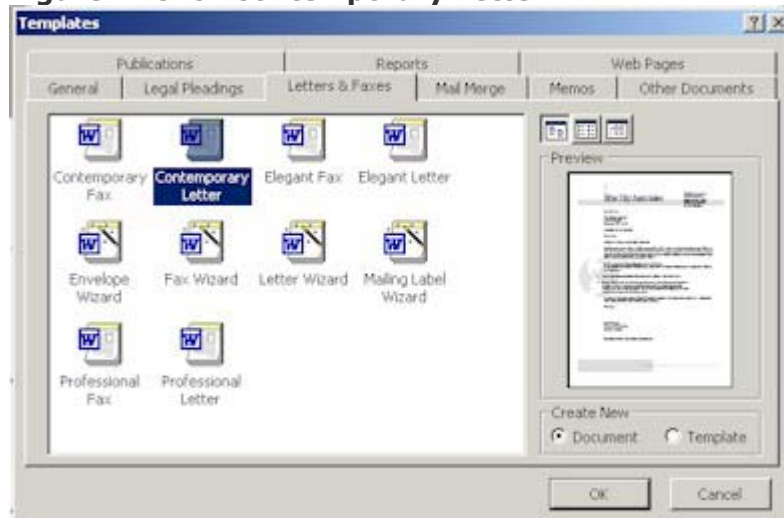 Templates
Publications Reports Web Pages
General Legal Pleadings Letters & Faxes Mail Merge Memos Other Documents
Contemporary Fax
Contemporary Letter
Elegant Fax
Elegant Letter
Envelope Wizard
Fax Wizard
Letter Wizard
Mailing Label Wizard
Professional Fax
Professional Letter
Preview
Create New
Document Template
OK Cancel